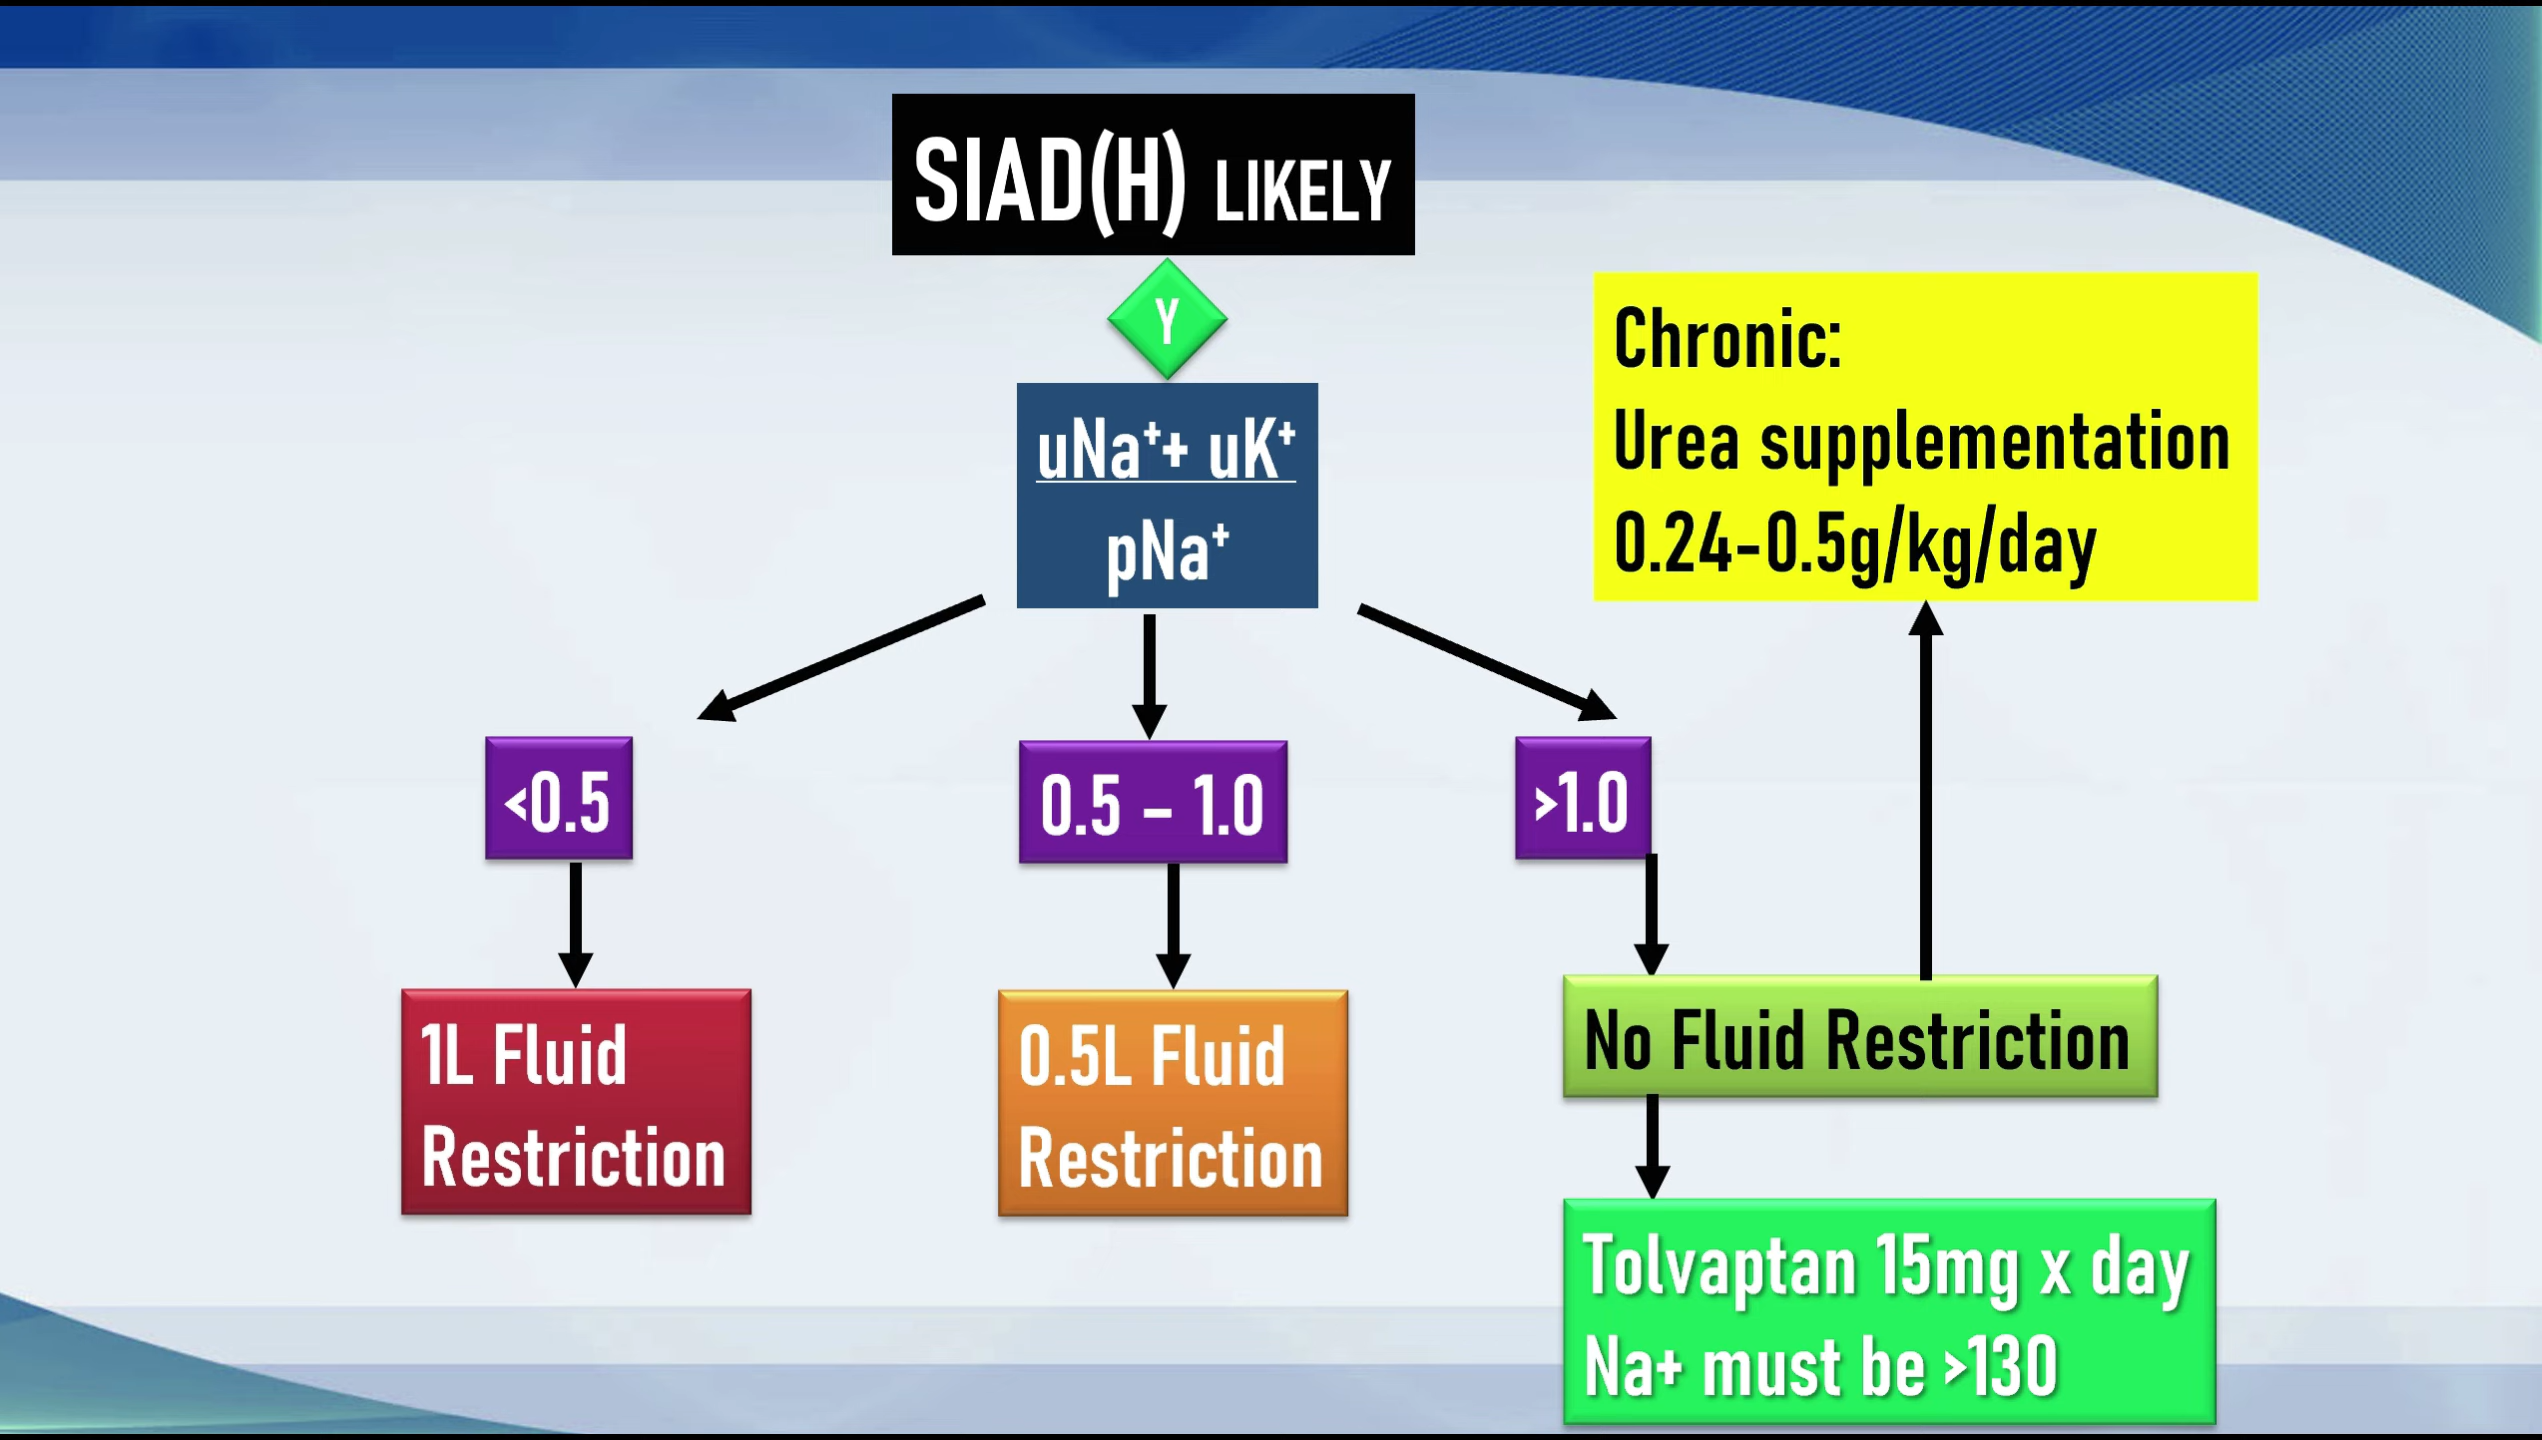 SIAD(H) LIKELY
Y
uNa⁺+ uK⁺
pNa⁺
Chronic:
Urea supplementation
0.24-0.5g/kg/day
<0.5
0.5 – 1.0
>1.0
1L Fluid
Restriction
0.5L Fluid
Restriction
No Fluid Restriction
Tolvaptan 15mg x day
Na+ must be >130